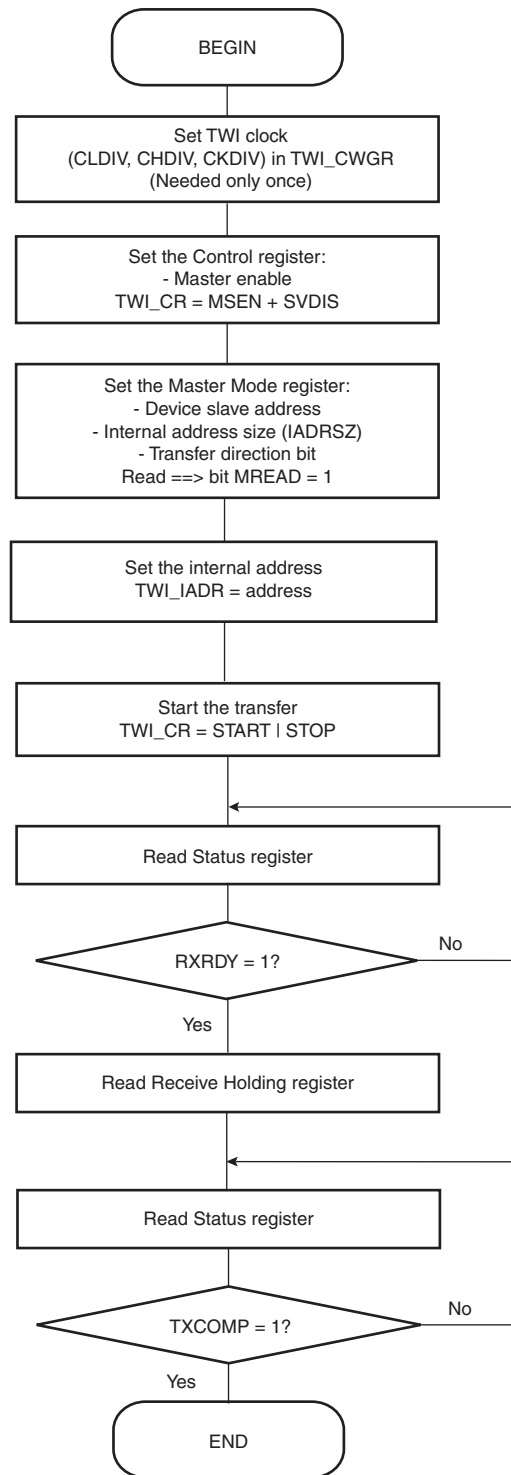 BEGIN
Set TWI clock
(CLDIV, CHDIV, CKDIV) in TWI_CWGR
(Needed only once)
Set the Control register:
- Master enable
TWI_CR = MSEN + SVDIS
Set the Master Mode register:
- Device slave address
- Internal address size (IADRSZ)
- Transfer direction bit
Read ==> bit MREAD = 1
Set the internal address
TWI_IADR = address
Start the transfer
TWI_CR = START | STOP
Read Status register
RXRDY = 1?
No
Yes
Read Receive Holding register
Read Status register
TXCOMP = 1?
No
Yes
END